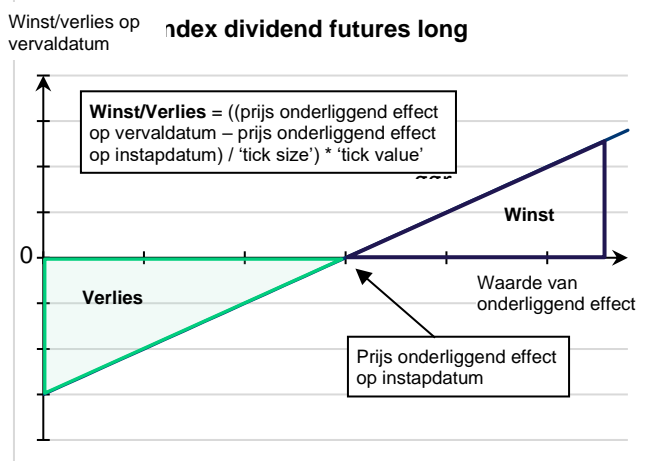 Winst/verlies op
vervaldatum
ndex dividend futures long
Winst/Verlies = ((prijs onderliggend effect
op vervaldatum – prijs onderliggend effect
op instapdatum) / ‘tick size’) * ‘tick value’
Winst
0
Waarde van
onderliggend effect
Verlies
Prijs onderliggend effect
op instapdatum